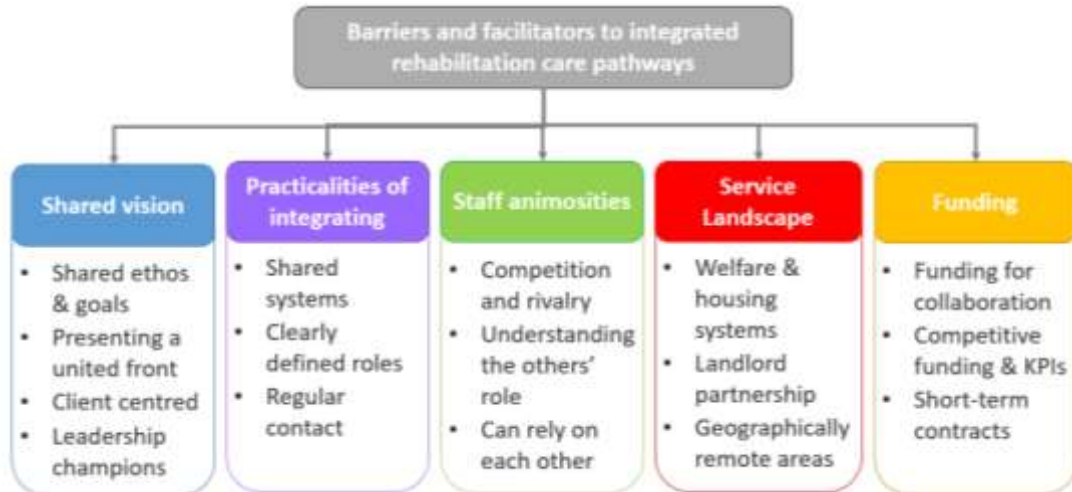 Barriers and facilitators to integrated
rehabilitation care pathways
Shared vision
• Shared ethos
& goals
• Presenting a
united front
• Client centred
• Leadership
champions
Practicalities of
integrating
• Shared
systems
• Clearly
defined roles
• Regular
contact
Staff animosities
• Competition
and rivalry
• Understanding
the others'
role
• Can rely on
each other
Service
Landscape
• Welfare &
housing
systems
• Landlord
partnership
• Geographically
remote areas
Funding
• Funding for
collaboration
• Competitive
funding & KPIs
• Short-term
contracts